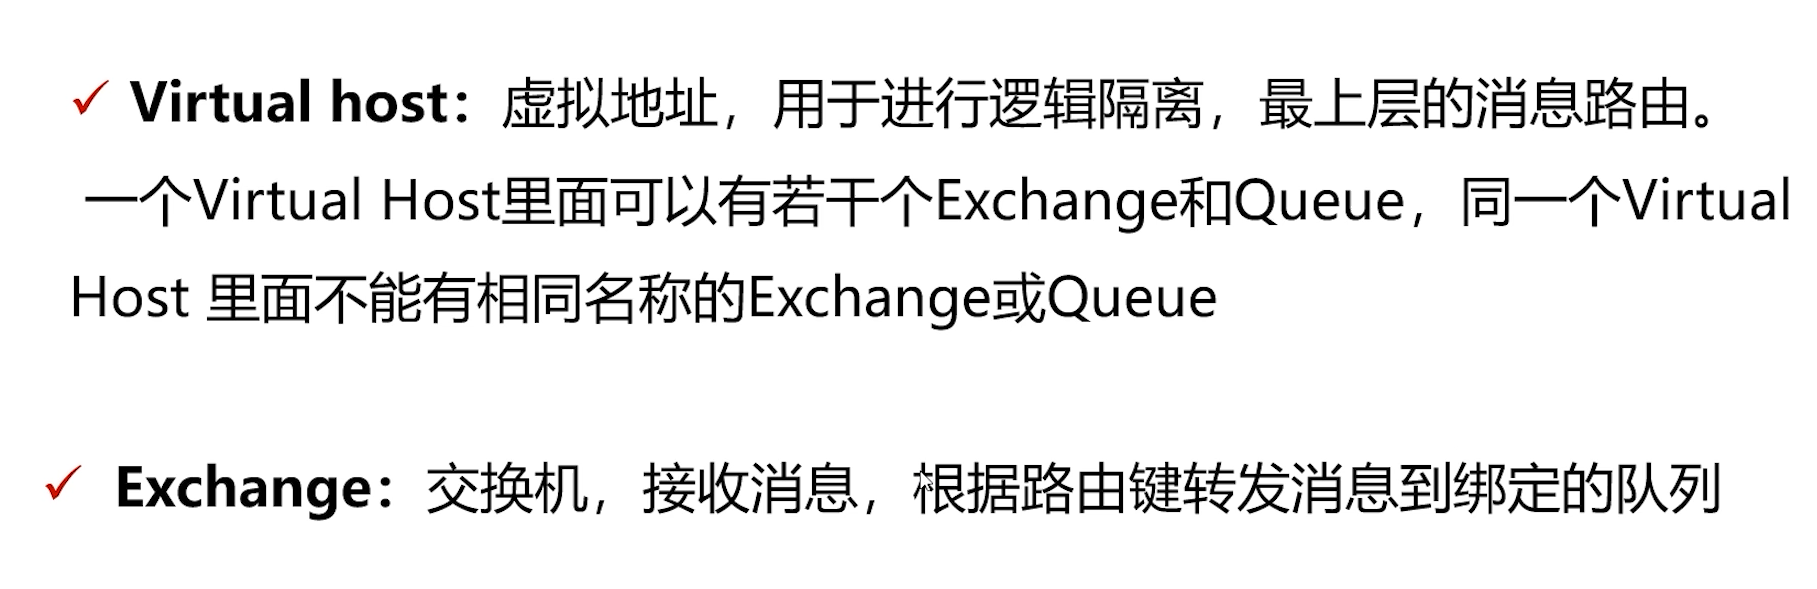 ✓ Virtual host：虚拟地址，用于进行逻辑隔离，最上层的消息路由。
一个Virtual Host里面可以有若干个Exchange和Queue，同一个Virtual
Host 里面不能有相同名称的Exchange或Queue
✓ Exchange：交换机，接收消息，根据路由键转发消息到绑定的队列